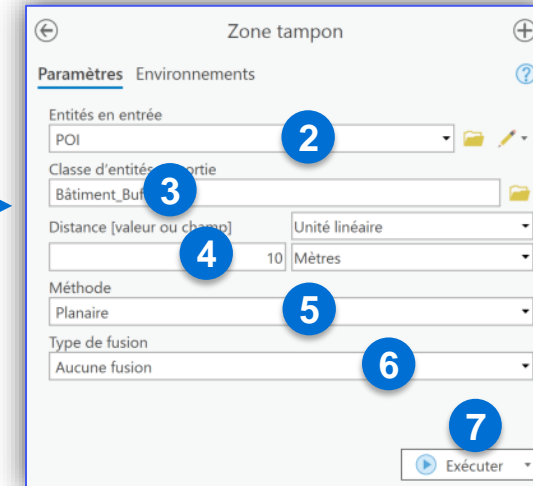 Zone tampon
Paramètres Environnements
Entités en entrée
POI 2
Classe d'entités ortie
3
Bâtiment_Buf
Distance [valeur ou champ] Unité linéaire
4 10 Mètres
Méthode
Planaire 5
Type de fusion
Aucune fusion 6
7
Exécuter